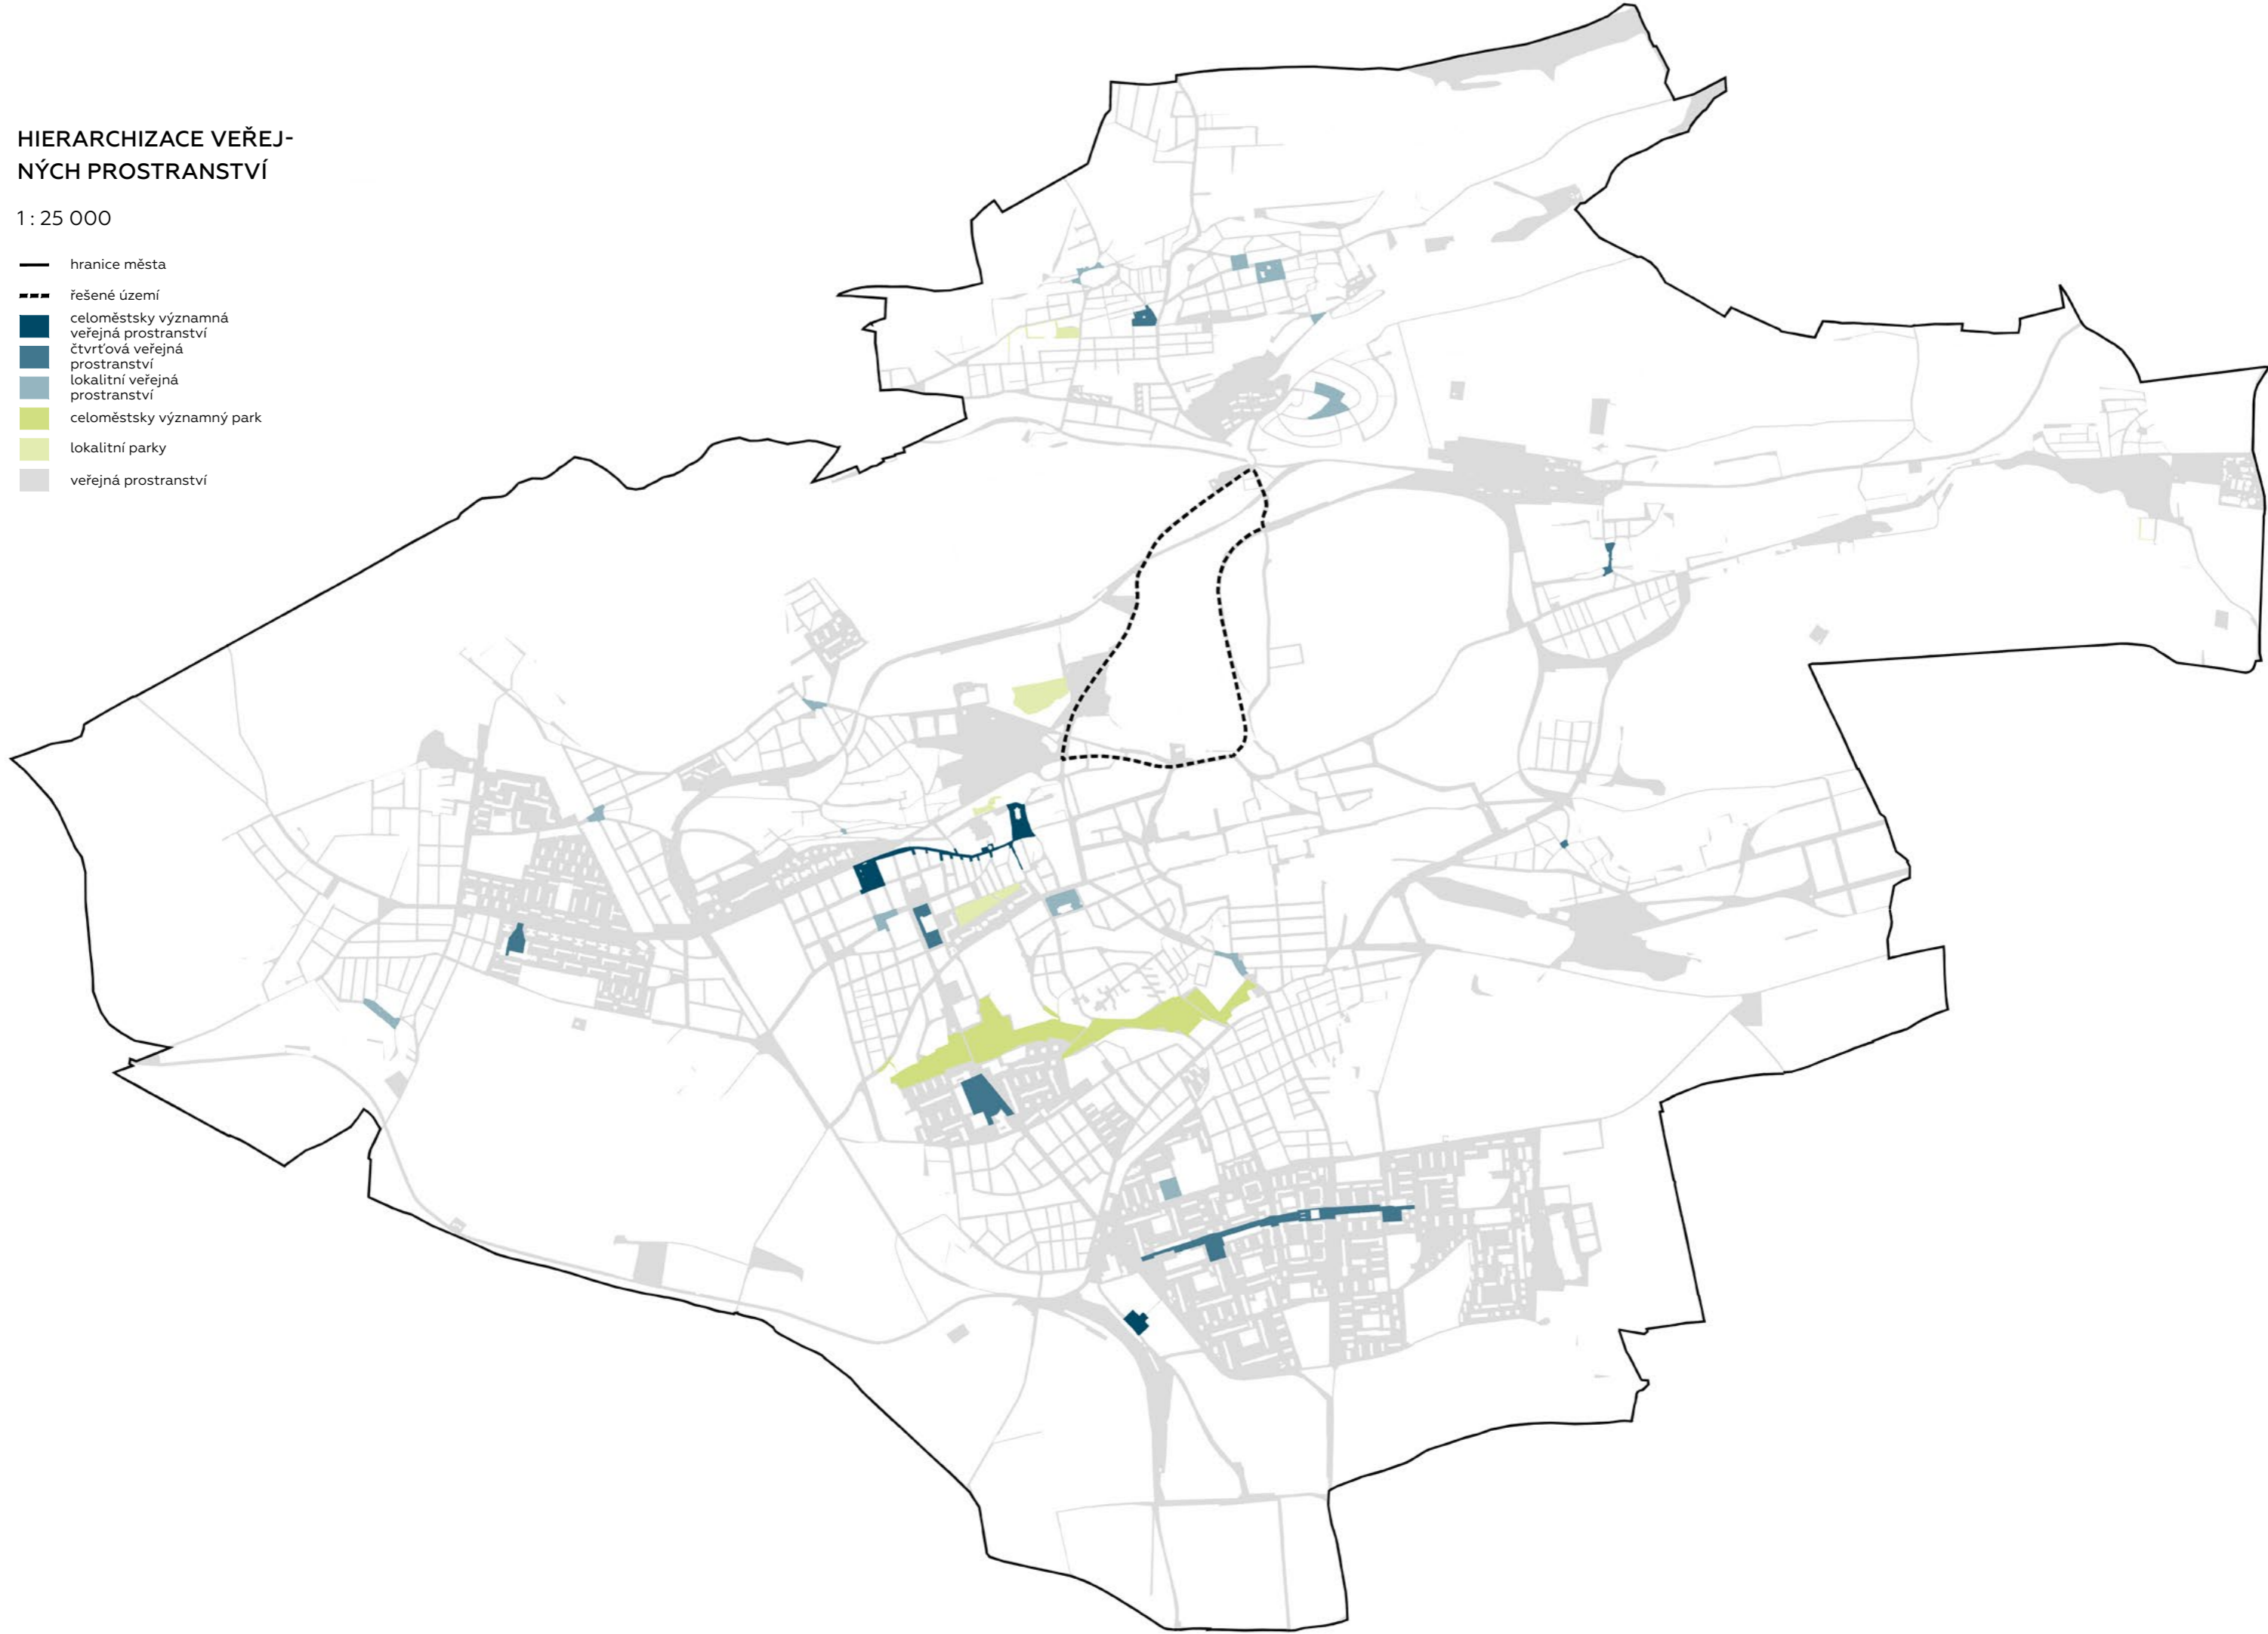 HIERARCHIZACE VEŘEJ-
NÝCH PROSTRANSTVÍ
1 : 25 000
hranice města
řešené území
celoměstsky významná
veřejná prostranství
čtvrťová veřejná
prostranství
lokalitní veřejná
prostranství
celoměstsky významný park
lokalitní parky
veřejná prostranství